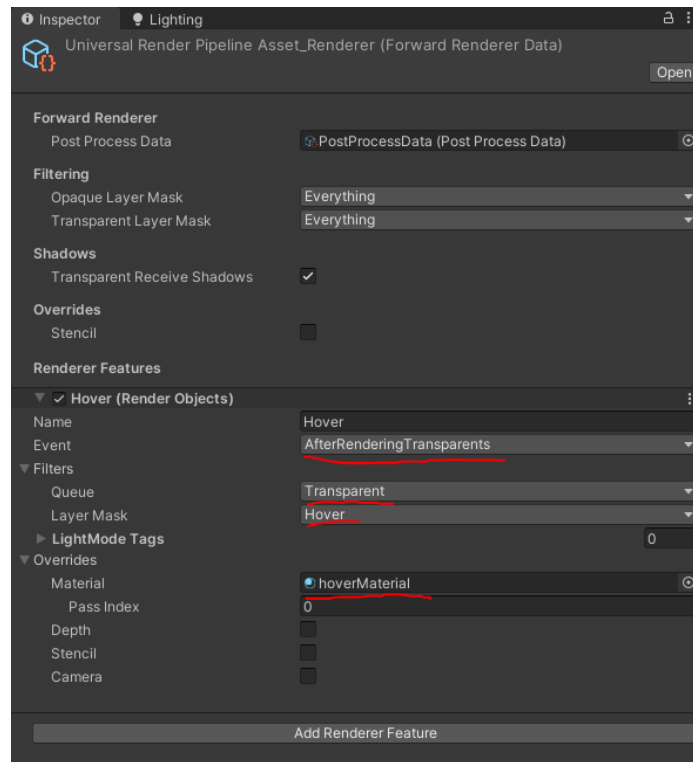 Inspector Lighting
Universal Render Pipeline Asset_Renderer (Forward Renderer Data)
Open
Forward Renderer
Post Process Data PostProcessData (Post Process Data)
Filtering
Opaque Layer Mask Everything
Transparent Layer Mask Everything
Shadows
Transparent Receive Shadows
Overrides
Stencil
Renderer Features
Hover (Render Objects)
Name Hover
Event AfterRenderingTransparents
Filters
Queue Transparent
Layer Mask Hover
LightMode Tags 0
Overrides
Material hoverMaterial
Pass Index 0
Depth
Stencil
Camera
Add Renderer Feature